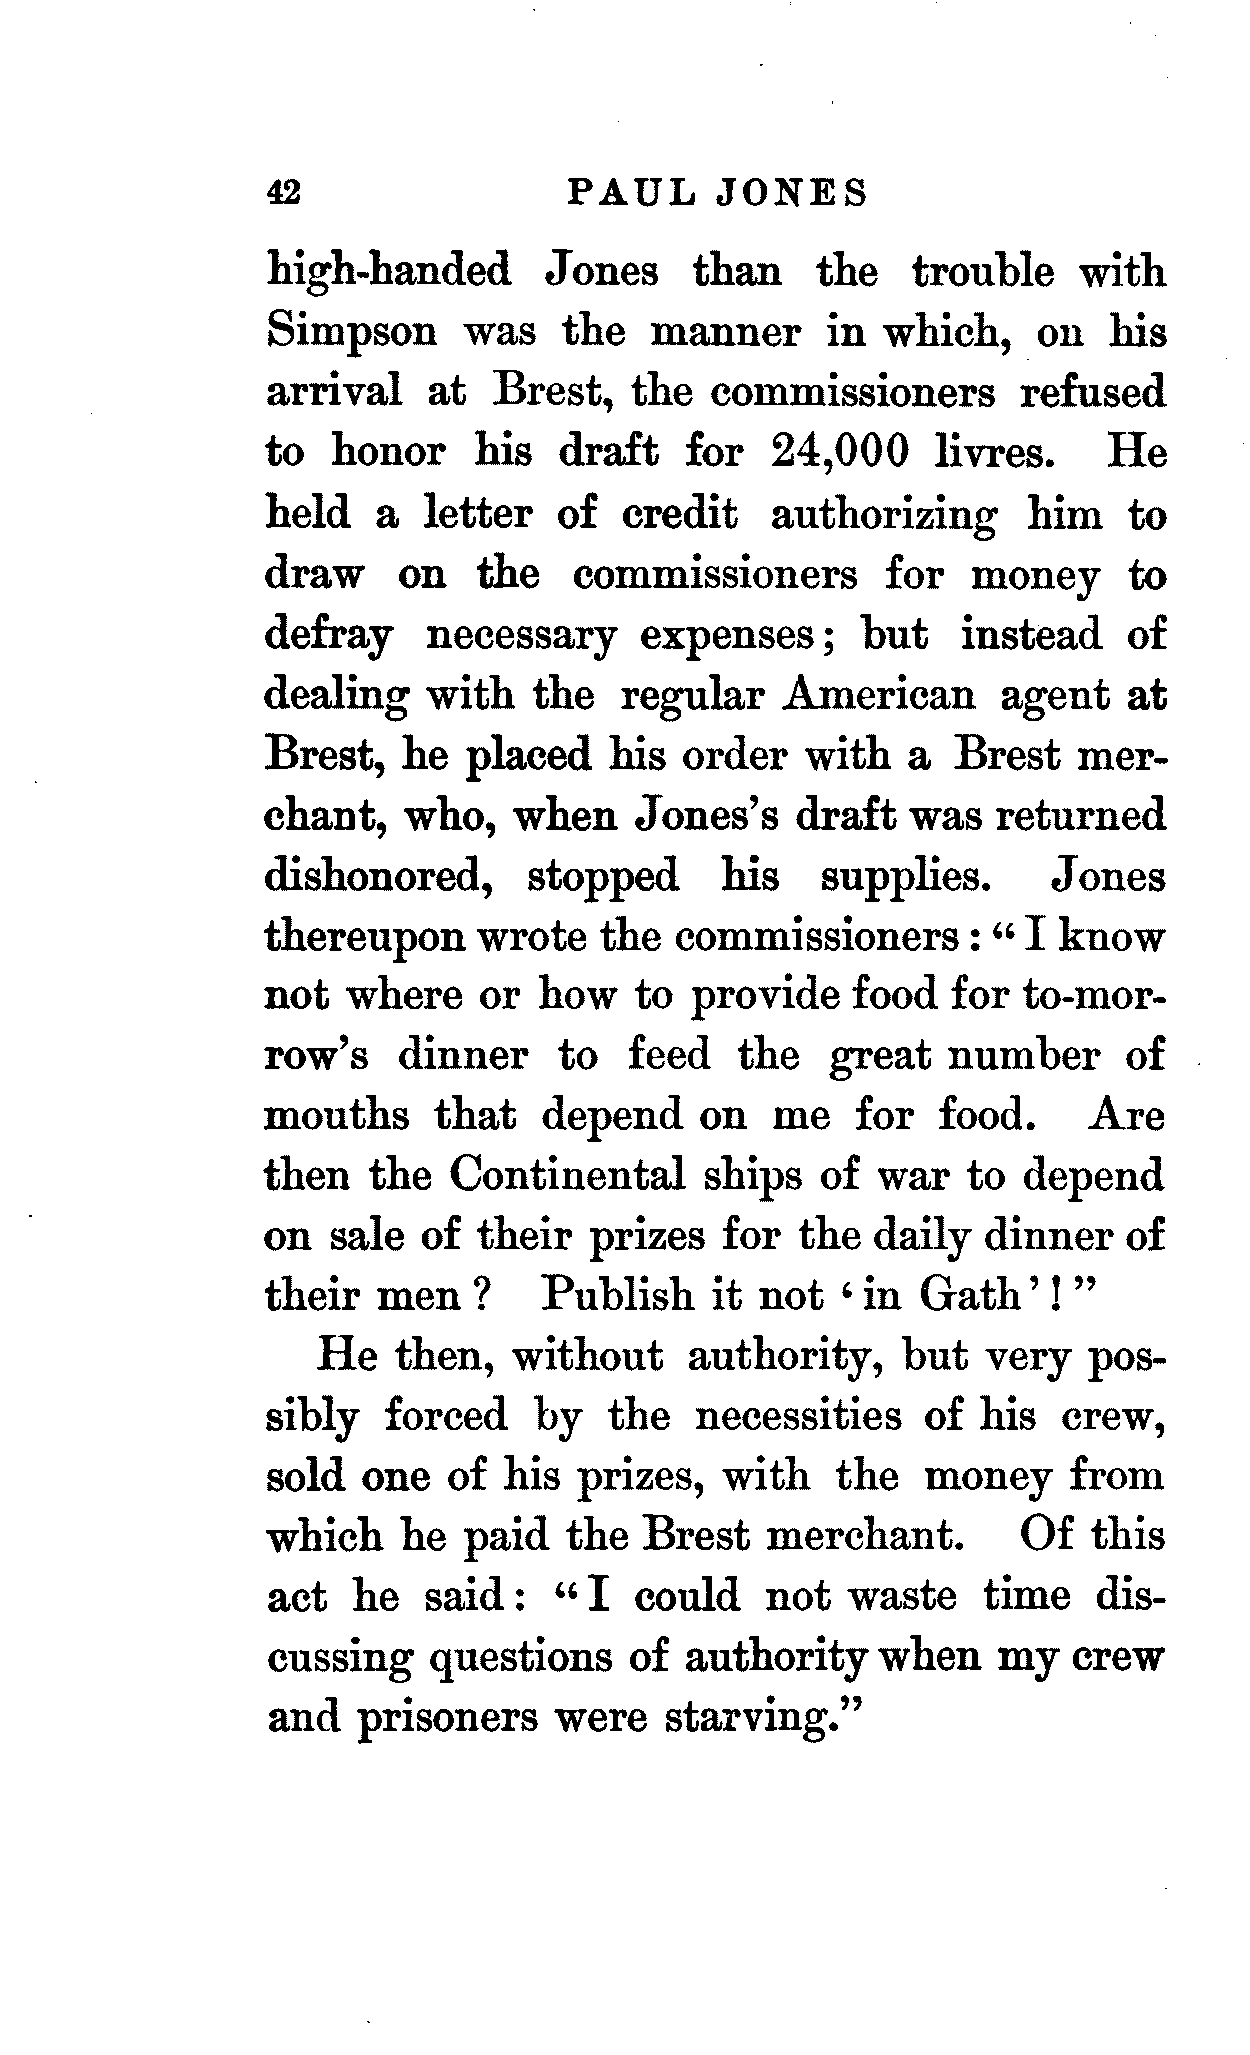 42 PAUL JONES
high-handed Jones than the trouble with
Simpson was the manner in which, on his
arrival at Brest, the commissioners refused
to honor his draft for 24,000 livres. He
held a letter of credit authorizing him to
draw on the commissioners for money to
defray necessary expenses; but instead of
dealing with the regular American agent at
Brest, he placed his order with a Brest mer-
chant, who, when Jones's draft was returned
dishonored, stopped his supplies. Jones
thereupon wrote the commissioners: "I know
not where or how to provide food for to-mor-
row's dinner to feed the great number of
mouths that depend on me for food. Are
then the Continental ships of war to depend
on sale of their prizes for the daily dinner of
their men? Publish it not 'in Gath'!"
He then, without authority, but very pos-
sibly forced by the necessities of his crew,
sold one of his prizes, with the money from
which he paid the Brest merchant. Of this
act he said: "I could not waste time dis-
cussing questions of authority when my crew
and prisoners were starving."